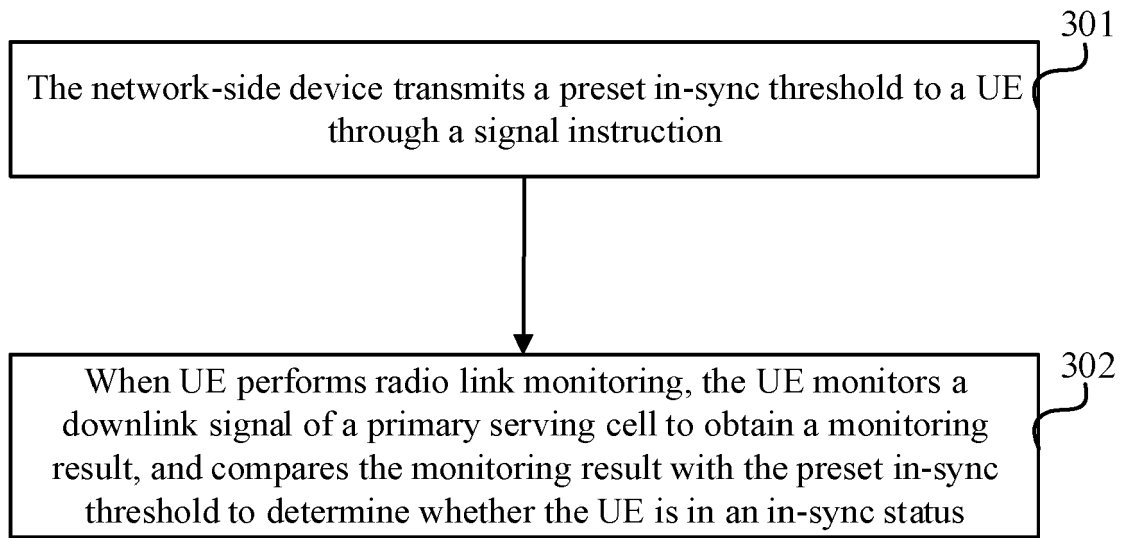 301
The network-side device transmits a preset in-sync threshold to a UE
through a signal instruction
302
When UE performs radio link monitoring, the UE monitors a
downlink signal of a primary serving cell to obtain a monitoring
result, and compares the monitoring result with the preset in-sync
threshold to determine whether the UE is in an in-sync status